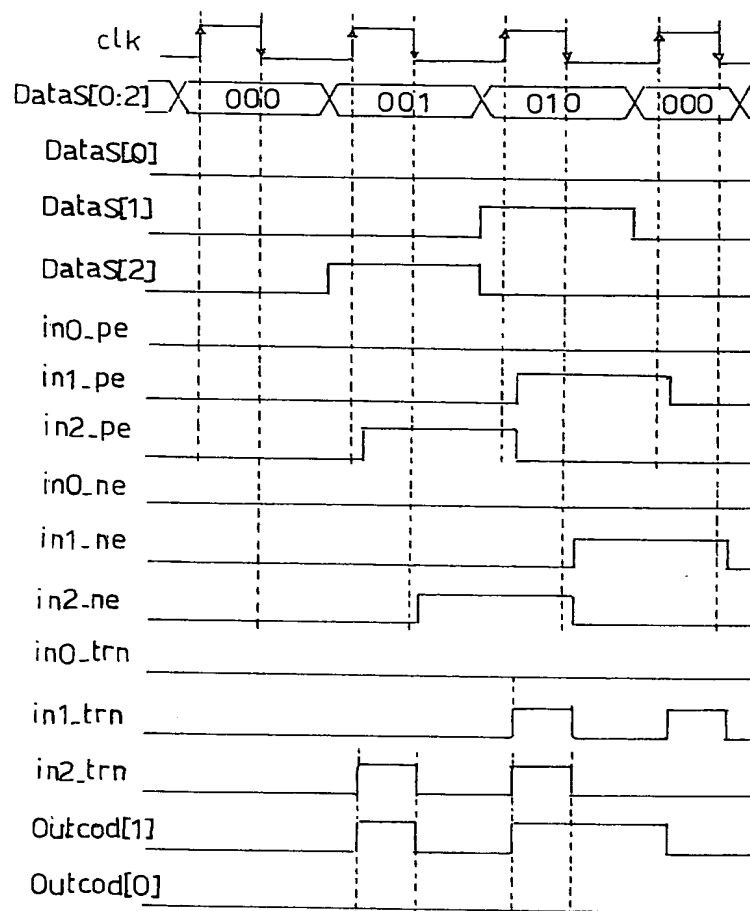 clk
DataS[0:2] 000 001 010 000
DataS[0]
DataS[1]
DataS[2]
in0_pe
in1_pe
in2_pe
in0_ne
in1_ne
in2_ne
in0_trn
in1_trn
in2_trn
Outcod[1]
Outcod[0]